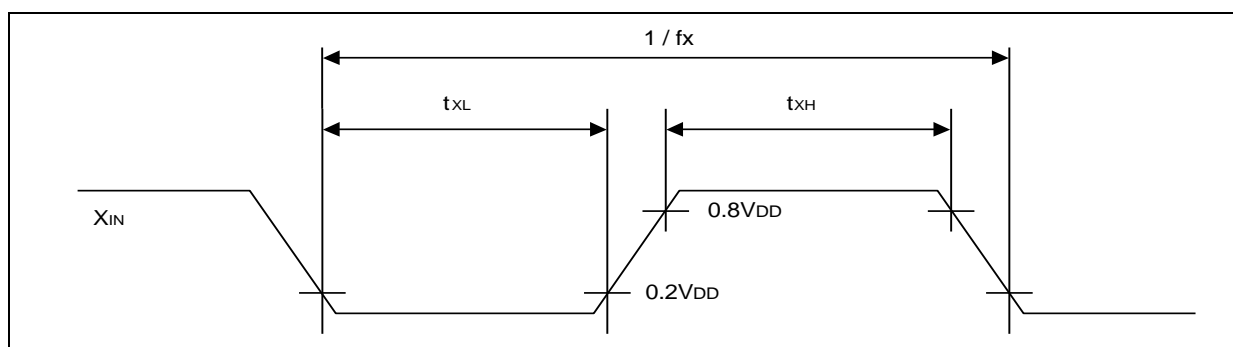 1 / fx
tXL
tXH
XIN
0.8VDD
0.2VDD